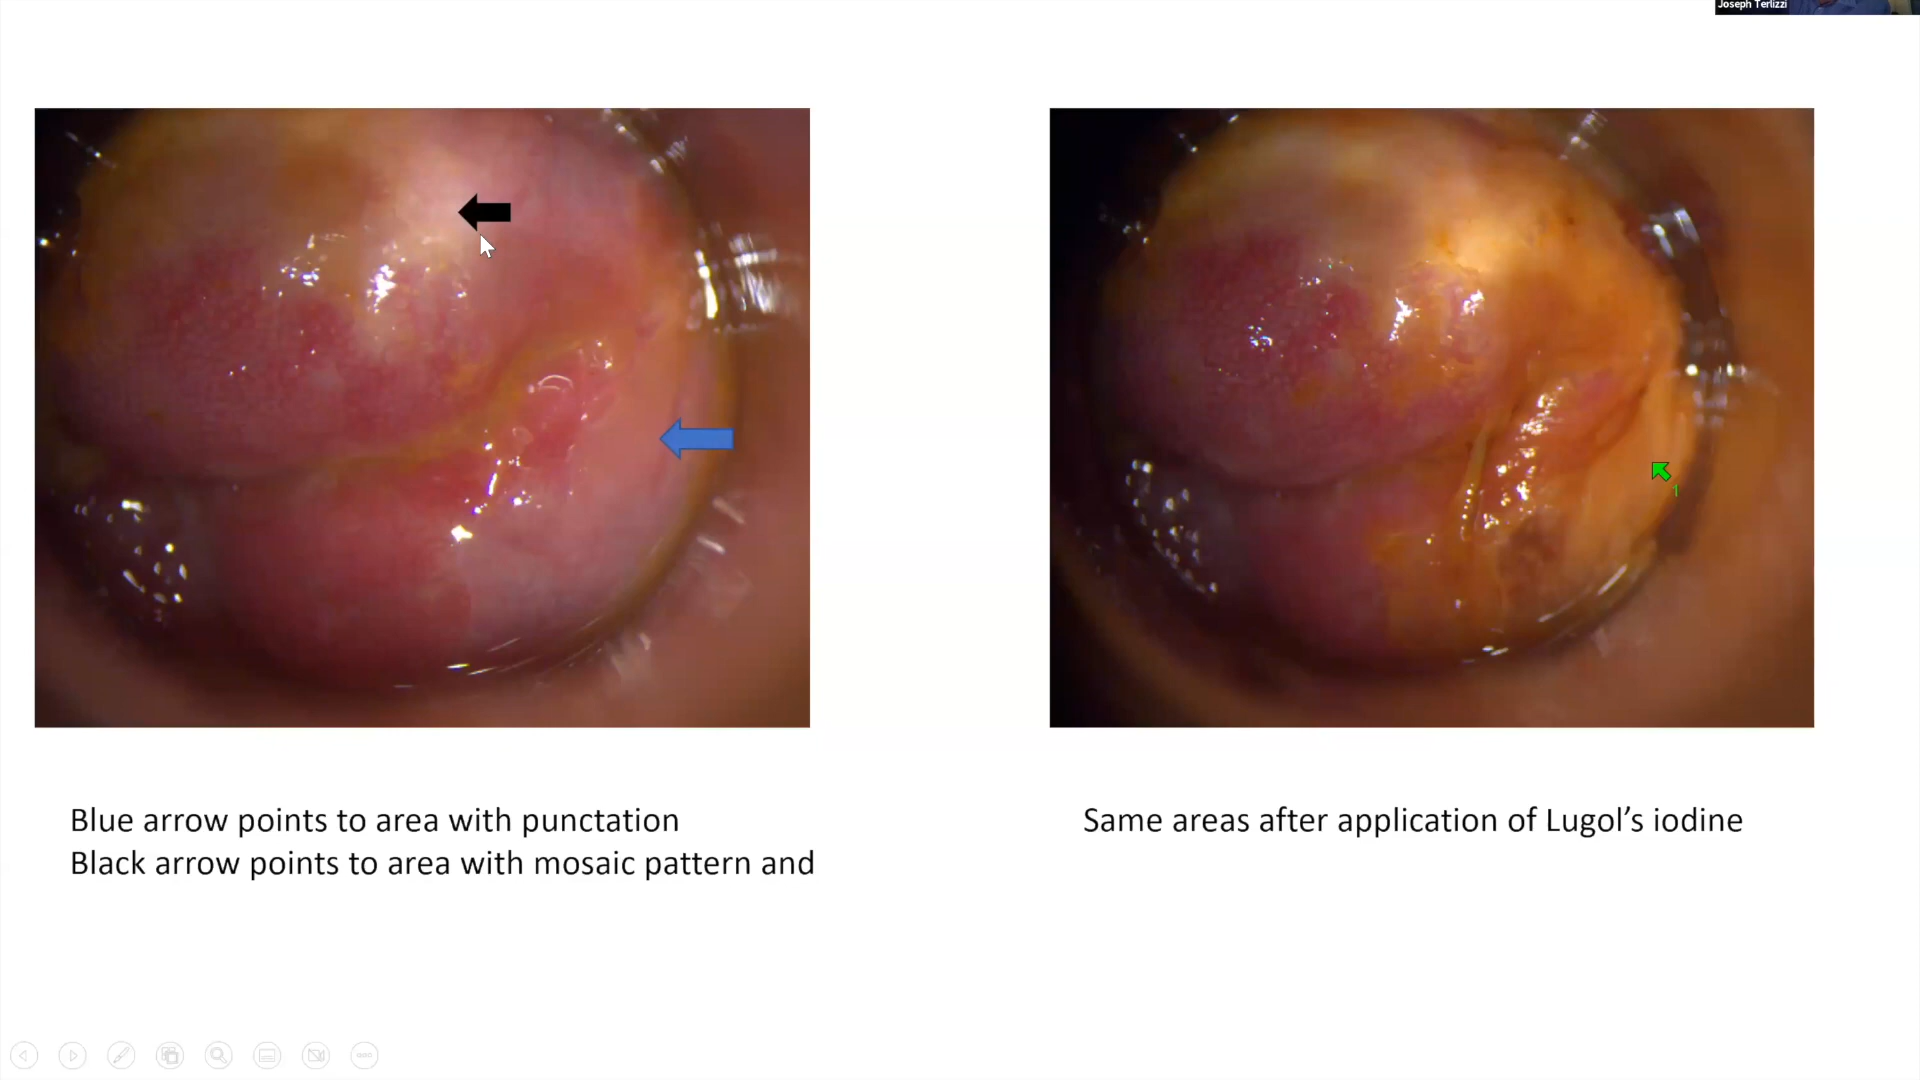 Joseph Terlizzi
1
Blue arrow points to area with punctation
Black arrow points to area with mosaic pattern and
Same areas after application of Lugol’s iodine